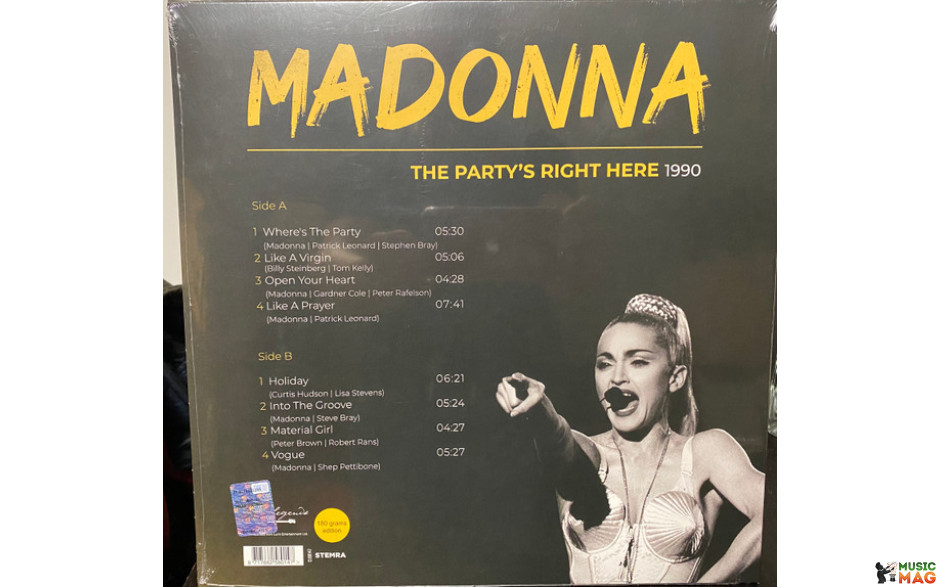 MADONNA
THE PARTY'S RIGHT HERE 1990
Side A
1 Where's The Party 05:30
(Madonna | Patrick Leonard | Stephen Bray)
2 Like A Virgin 05:06
(Billy Steinberg | Tom Kelly)
3 Open Your Heart 04:28
(Madonna | Gardner Cole | Peter Rafelson)
4 Like A Prayer 07:41
(Madonna | Patrick Leonard)
Side B
1 Holiday 06:21
(Curtis Hudson | Lisa Stevens)
2 Into The Groove 05:24
(Madonna | Steve Bray)
3 Material Girl 04:27
(Peter Brown | Robert Rans)
4 Vogue 05:27
(Madonna | Shep Pettibone)
180 grams
edition
STEMRA
MUSIC
MAG